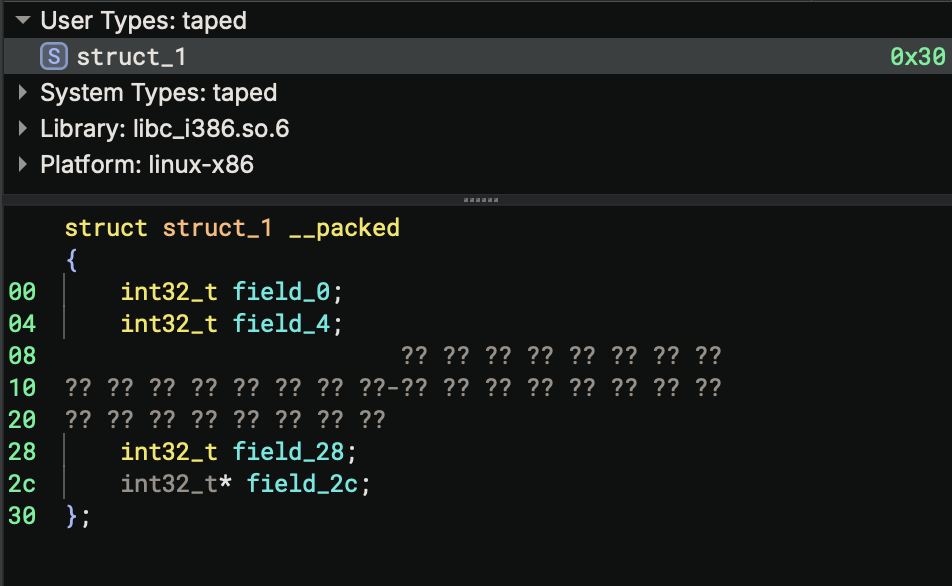 User Types: taped
S struct_1 0x30
System Types: taped
Library: libc_i386.so.6
Platform: linux-x86
struct struct_1 __packed
{
00 int32_t field_0;
04 int32_t field_4;
08 ?? ?? ?? ?? ?? ?? ?? ??
10 ?? ?? ?? ?? ?? ?? ?? ??-?? ?? ?? ?? ?? ?? ?? ??
20 ?? ?? ?? ?? ?? ?? ?? ??
28 int32_t field_28;
2c int32_t* field_2c;
30 };